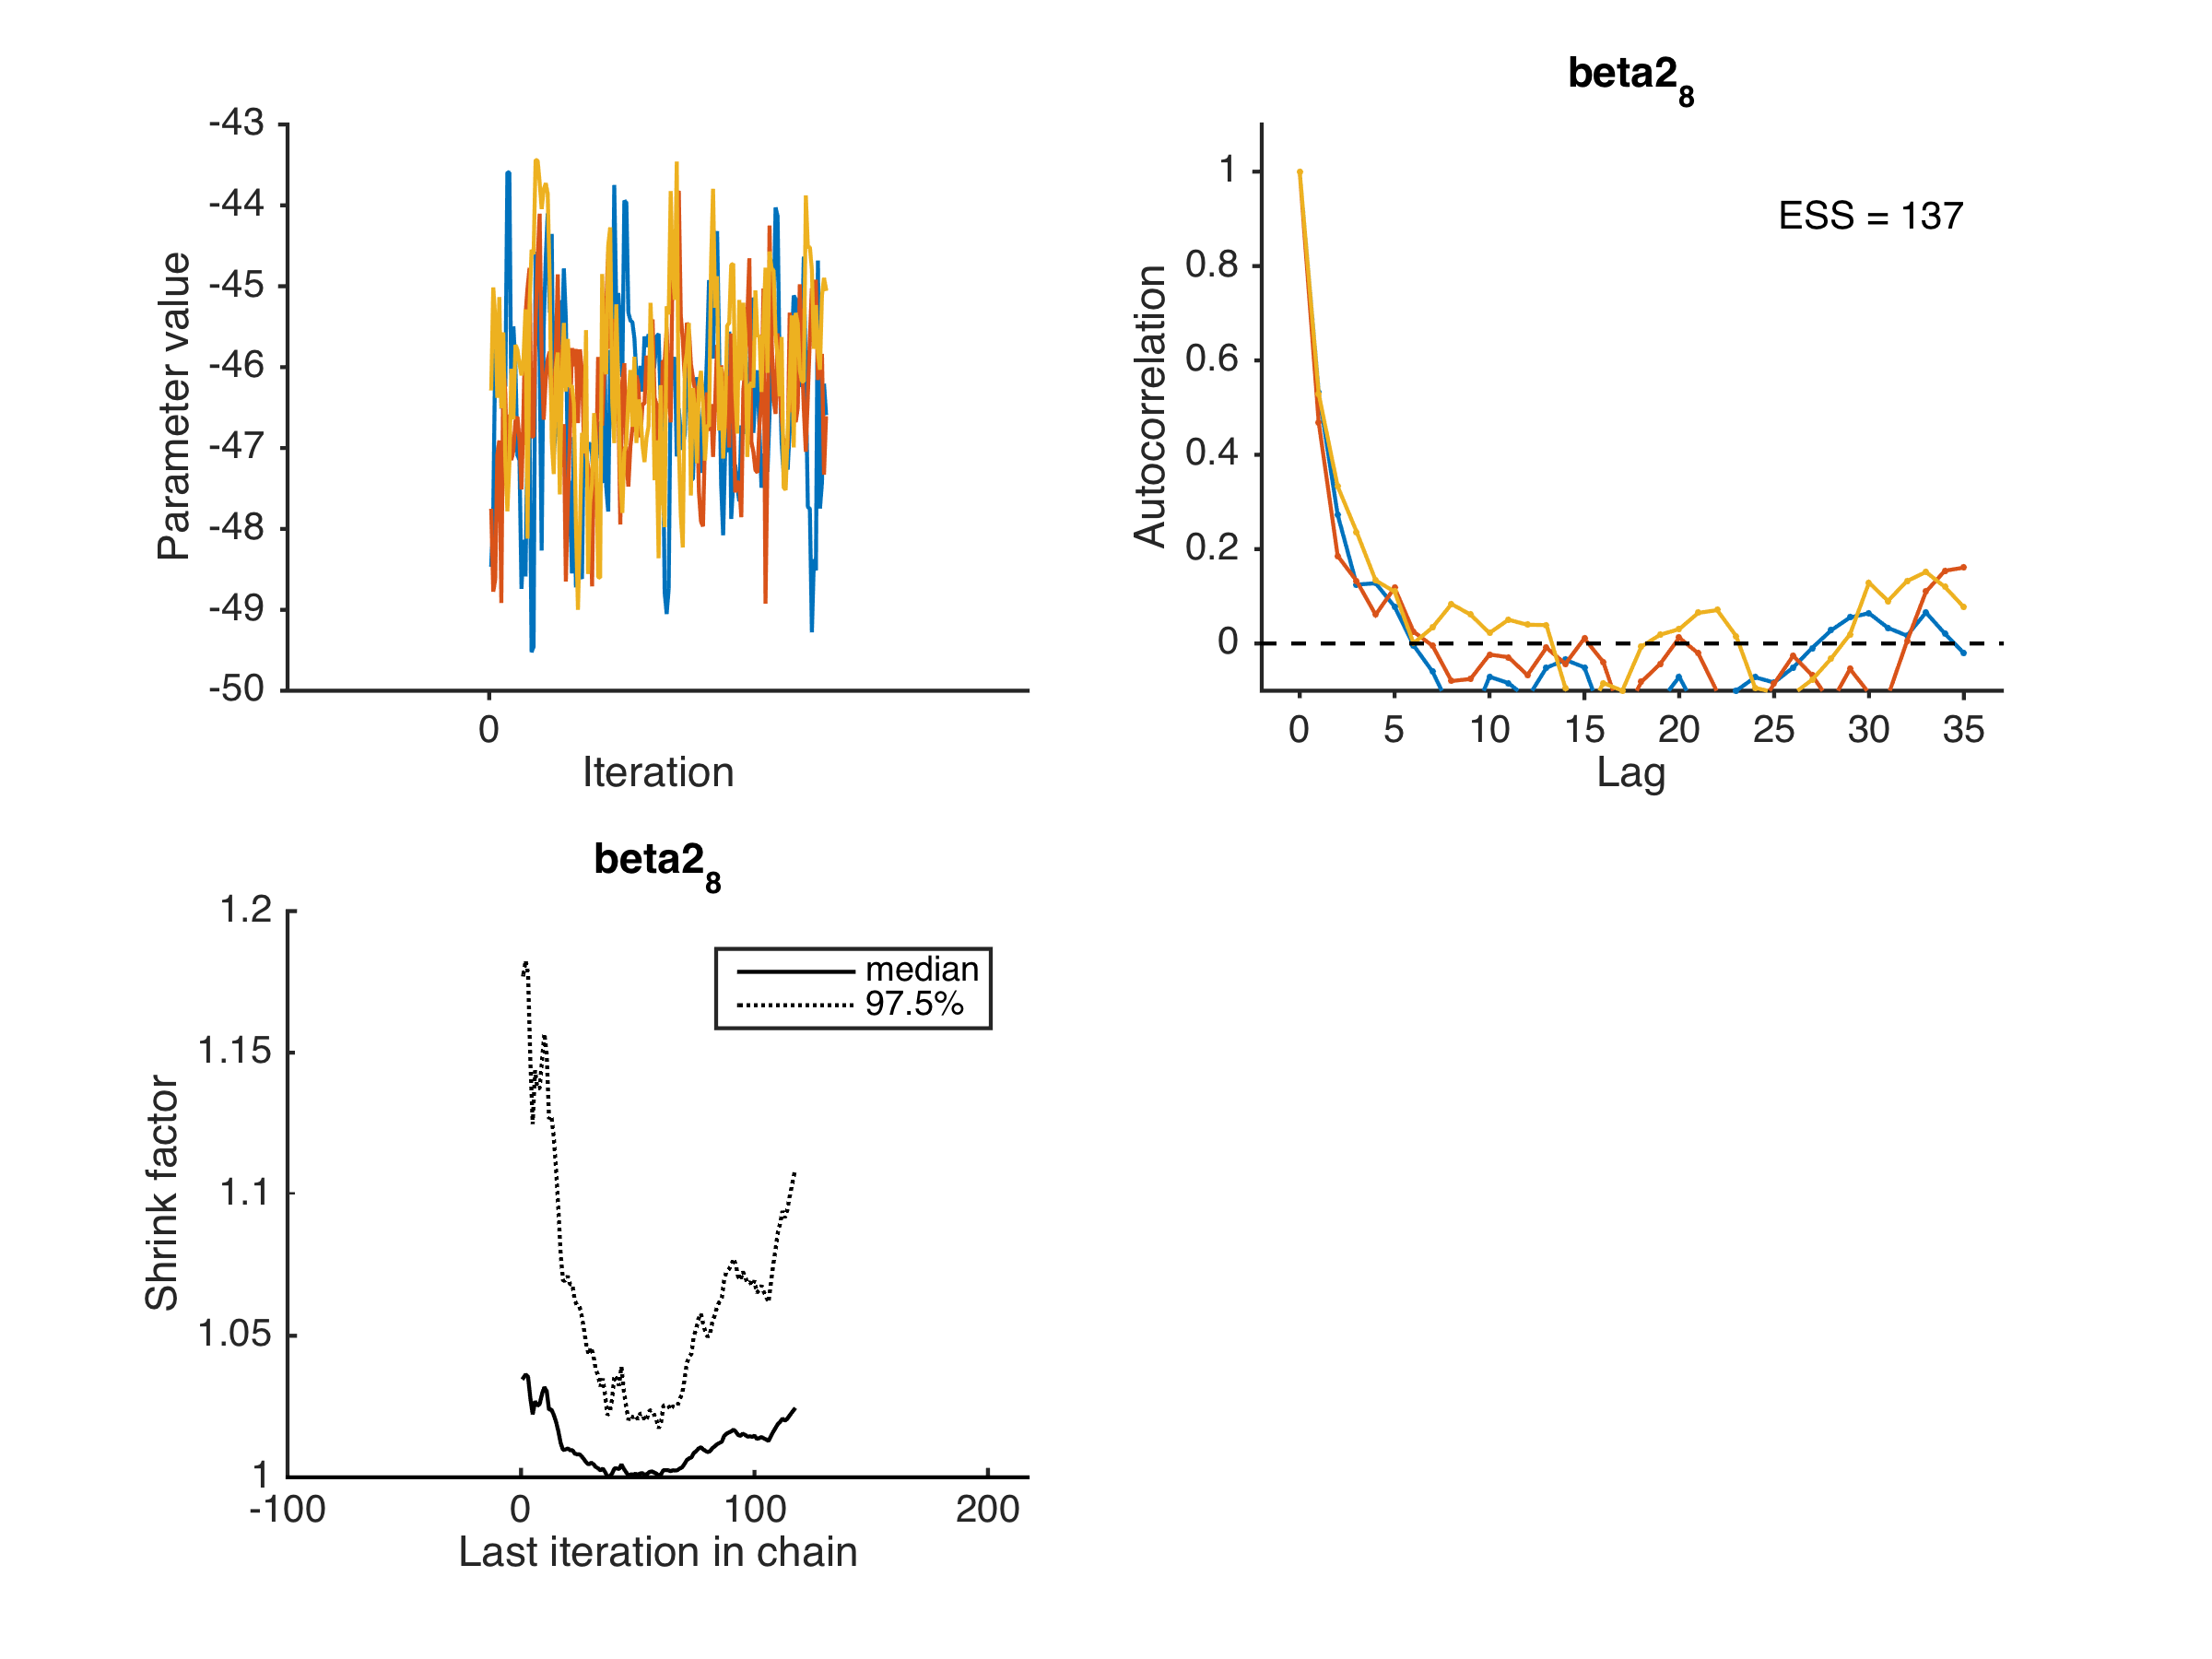 -43
-44
-45
-46
-47
-48
-49
-50
Parameter value
0
Iteration
beta2_8
1
0.8
0.6
0.4
0.2
0
Autocorrelation
ESS = 137
0 5 10 15 20 25 30 35
Lag
beta2_8
1.2
1.15
1.1
1.05
1
Shrink factor
median
97.5%
-100 0 100 200
Last iteration in chain